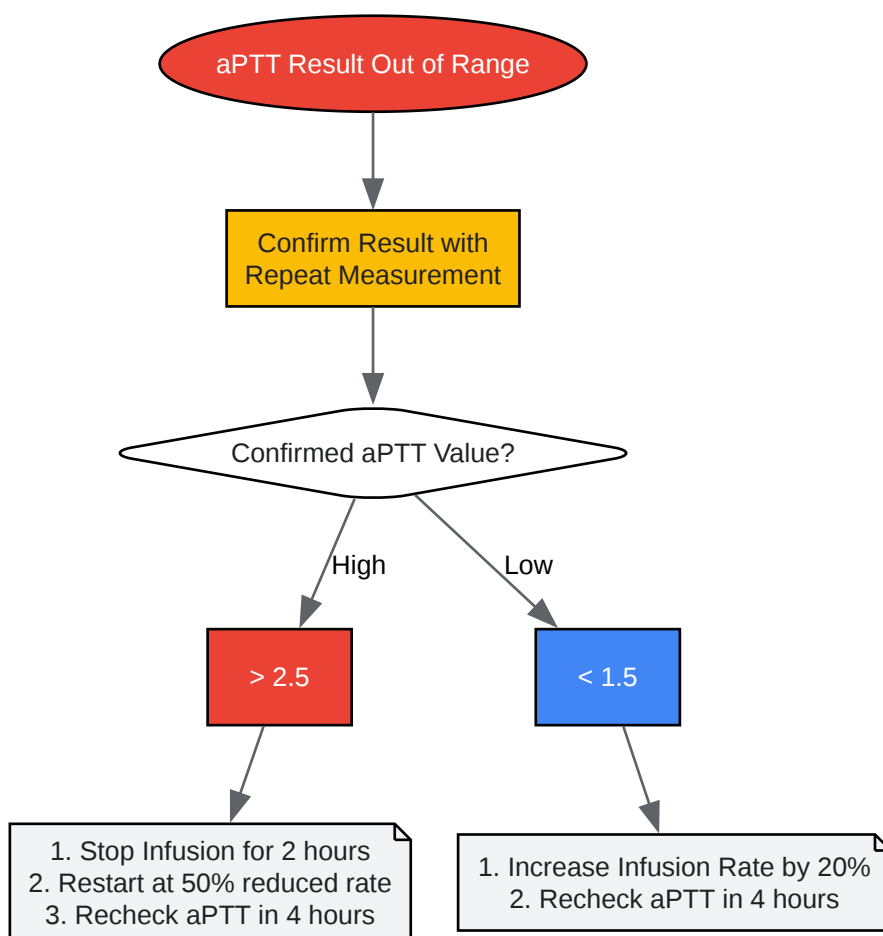 aPTT Result Out of Range
Confirm Result with
Repeat Measurement
Confirmed aPTT Value?
High
Low
> 2.5
< 1.5
1. Stop Infusion for 2 hours
2. Restart at 50% reduced rate
3. Recheck aPTT in 4 hours
1. Increase Infusion Rate by 20%
2. Recheck aPTT in 4 hours